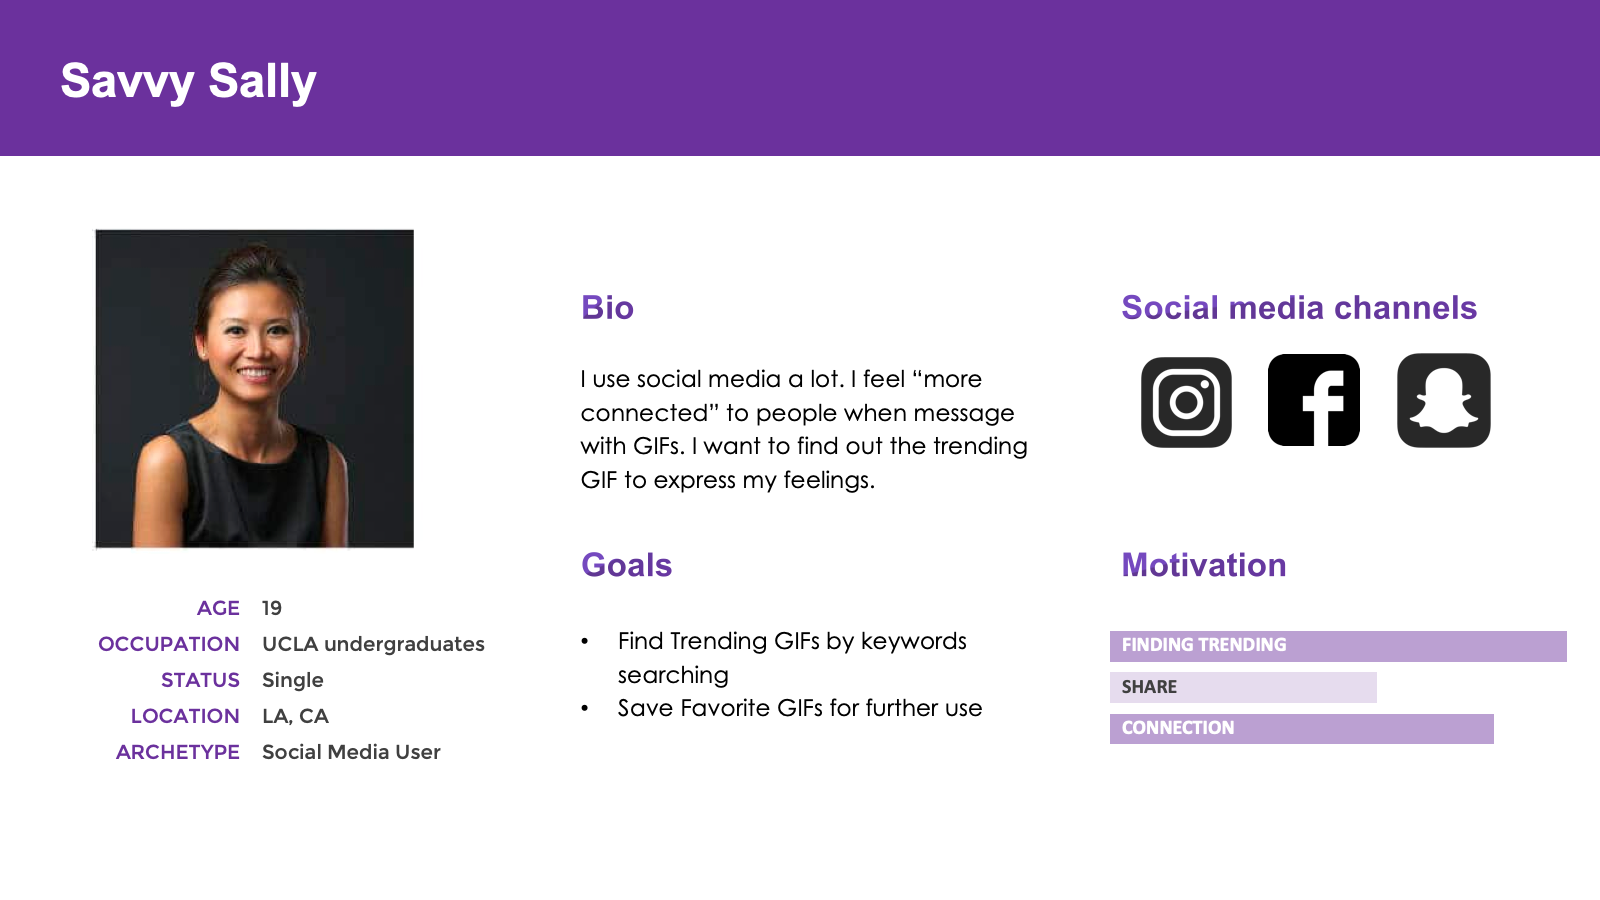 Savvy Sally
AGE 19
OCCUPATION UCLA undergraduates
STATUS Single
LOCATION LA, CA
ARCHETYPE Social Media User
Bio
I use social media a lot. I feel “more
connected” to people when message
with GIFs. I want to find out the trending
GIF to express my feelings.
Goals
• Find Trending GIFs by keywords
searching
• Save Favorite GIFs for further use
Social media channels
Motivation
FINDING TRENDING
SHARE
CONNECTION